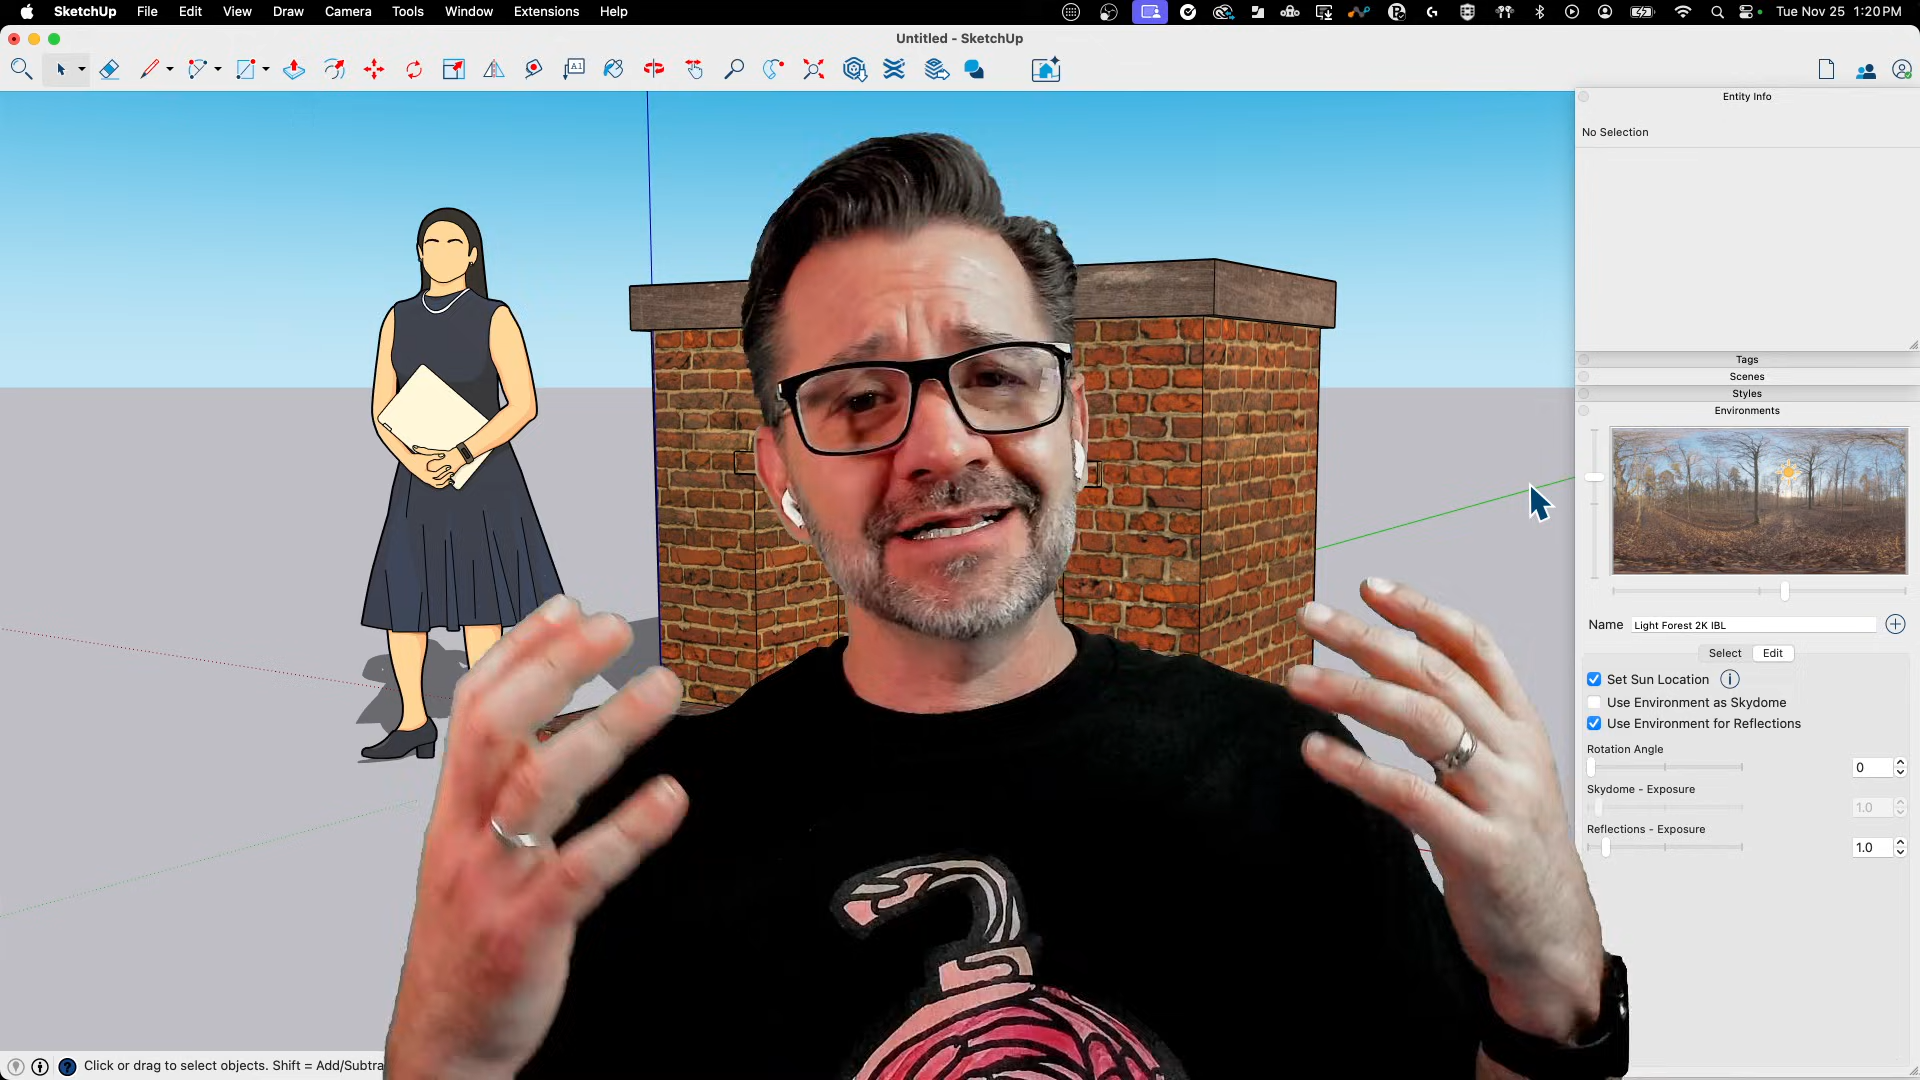 SketchUp File Edit View Draw Camera Tools Window Extensions Help
Tue Nov 25 1:20 PM
Untitled - SketchUp
A1
Entity Info
No Selection
Tags
Scenes
Styles
Environments
Name Light Forest 2K IBL
Select Edit
Set Sun Location
Use Environment as Skydome
Use Environment for Reflections
Rotation Angle
0
Skydome - Exposure
1.0
Reflections - Exposure
1.0
Click or drag to select objects. Shift = Add/Subtra